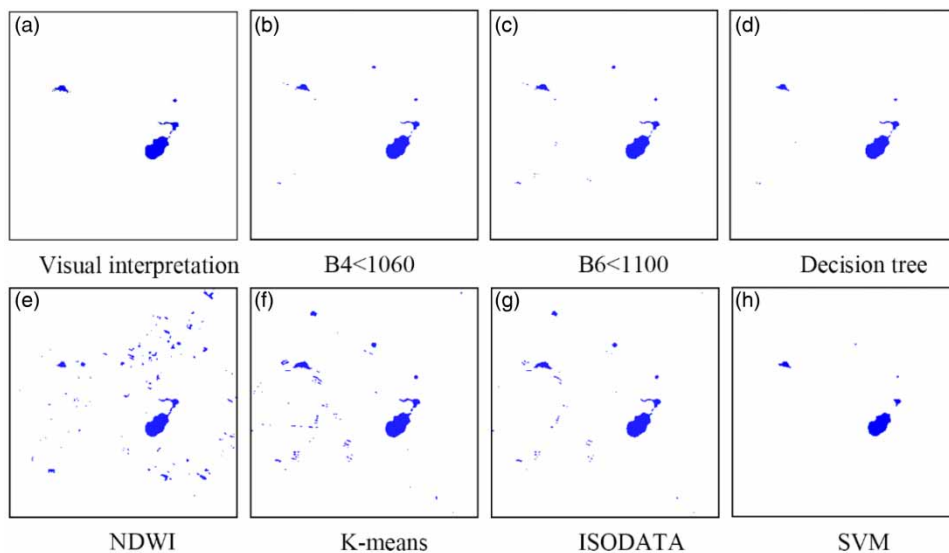 (a) (b) (c) (d)
Visual interpretation B4<1060 B6<1100 Decision tree
(e) (f) (g) (h)
NDWI K-means ISODATA SVM